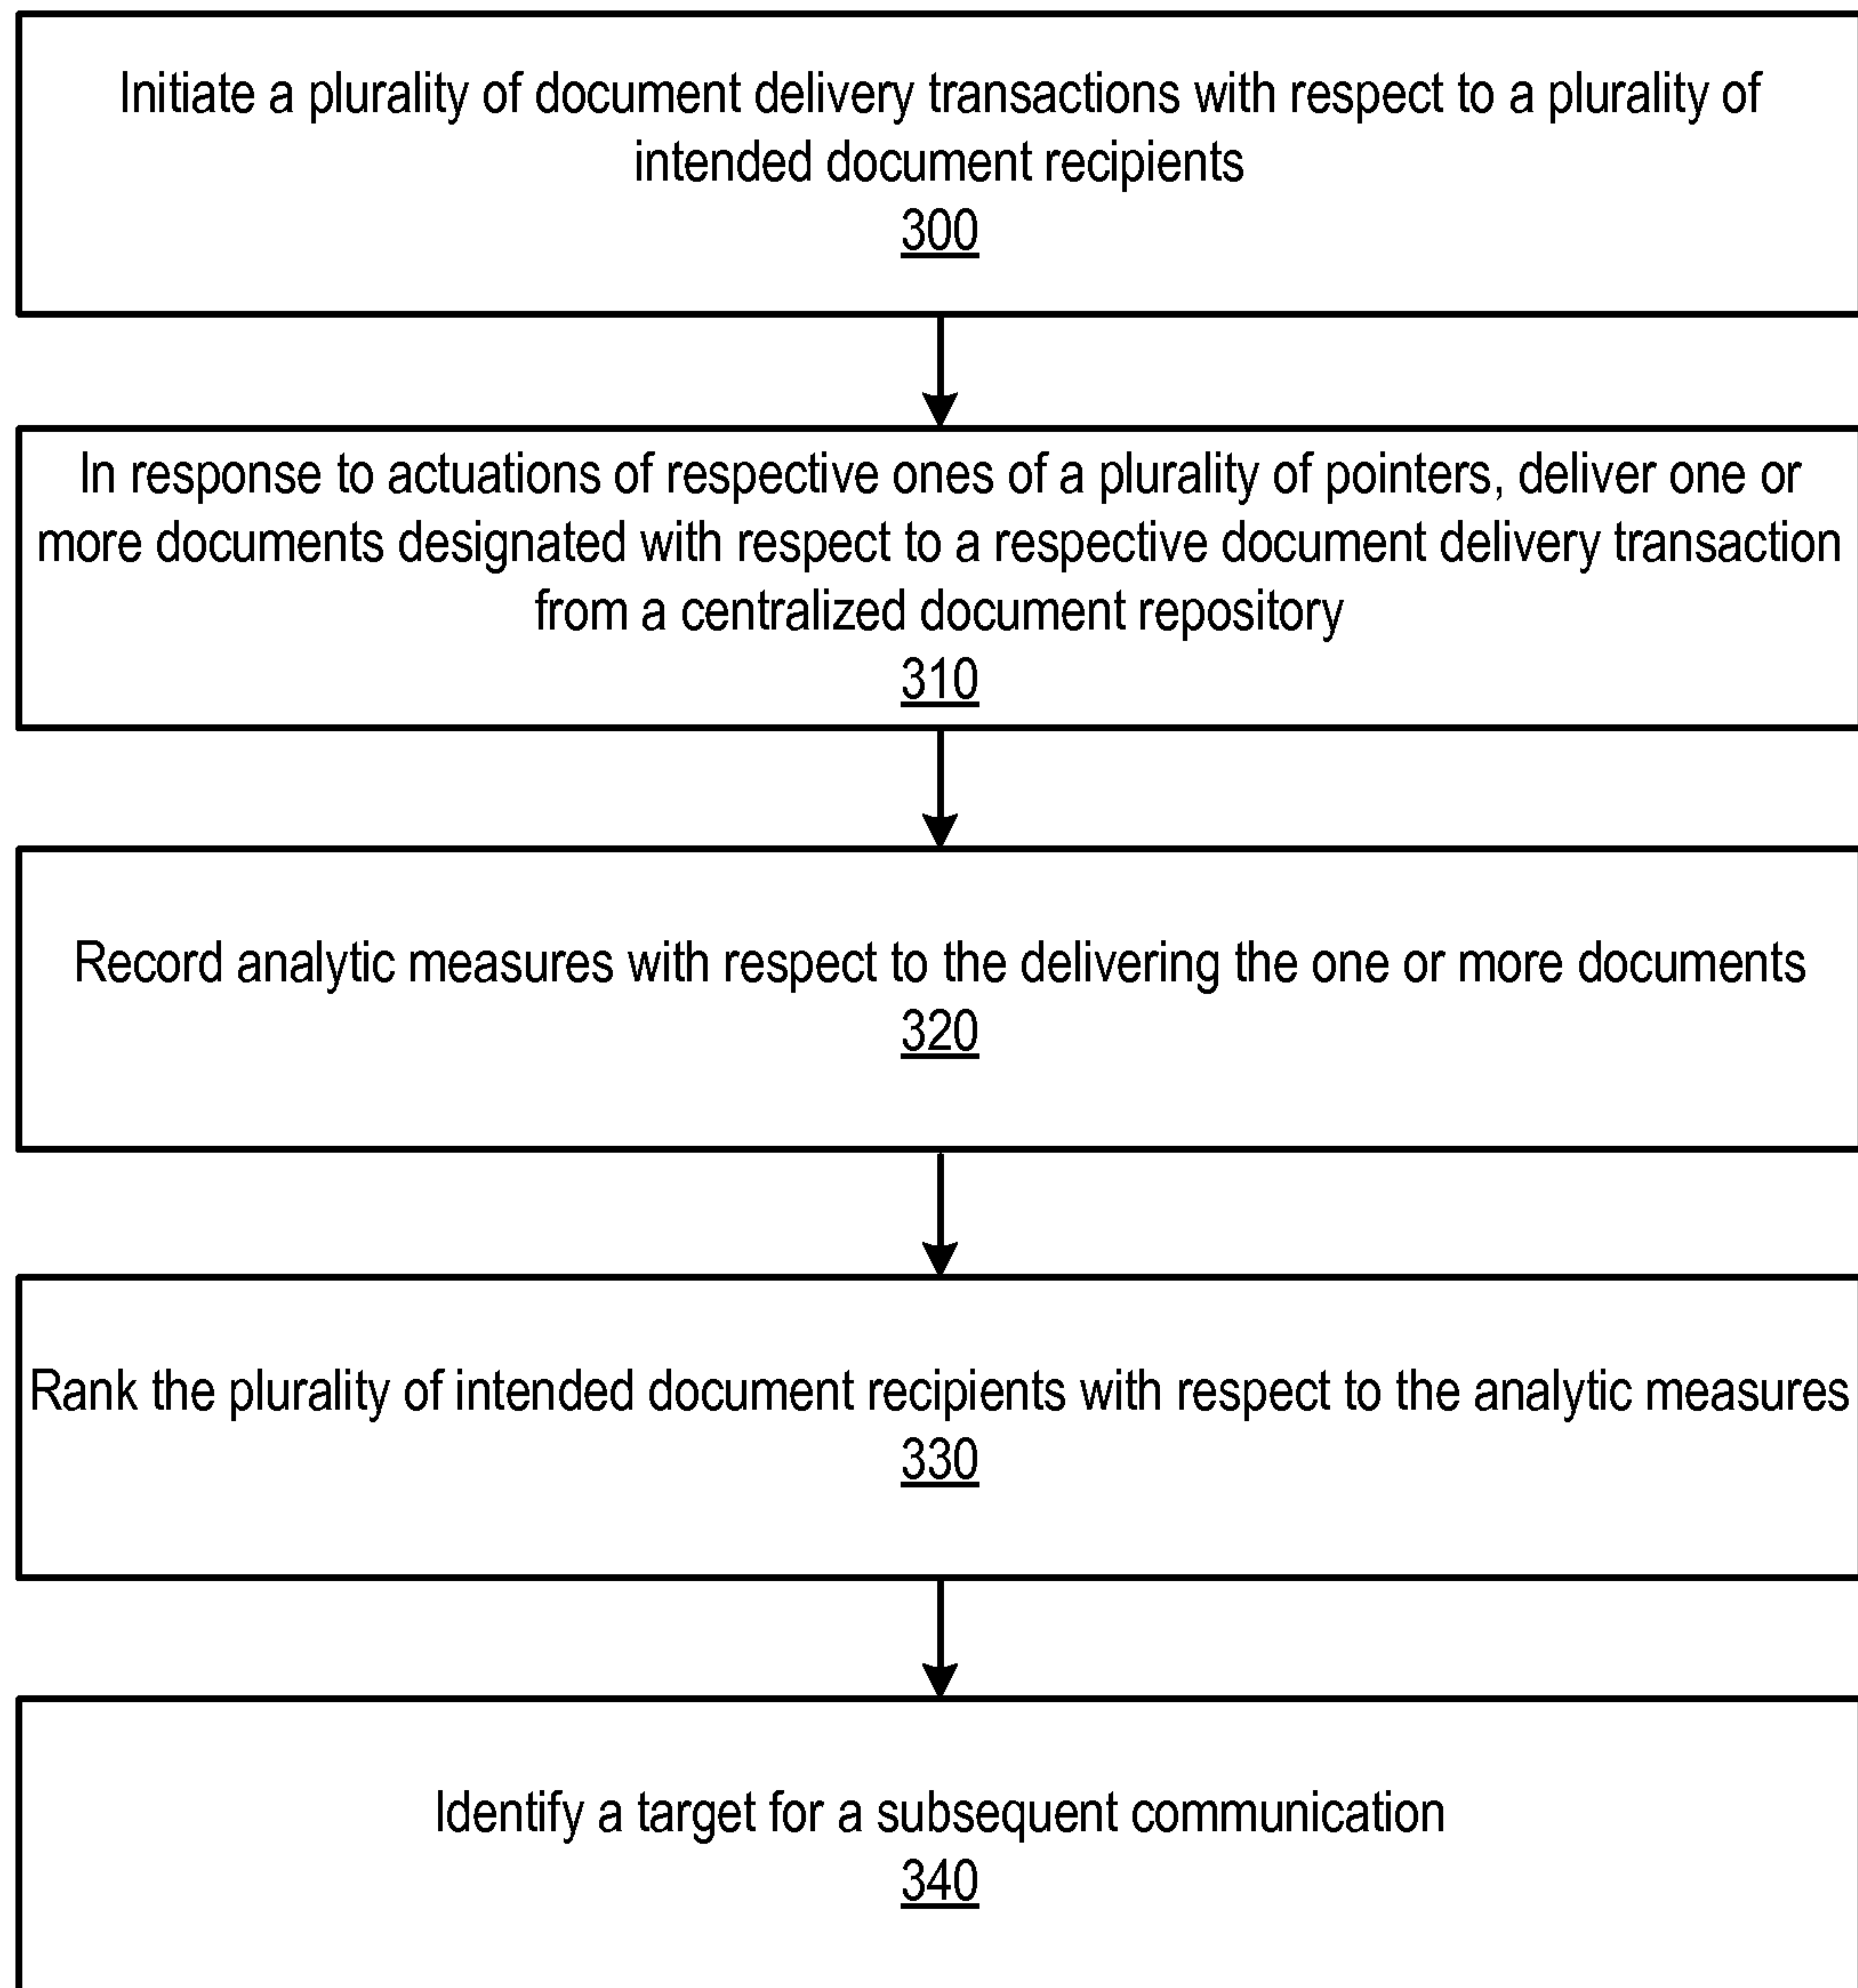 Initiate a plurality of document delivery transactions with respect to a plurality of
intended document recipients
300
In response to actuations of respective ones of a plurality of pointers, deliver one or
more documents designated with respect to a respective document delivery transaction
from a centralized document repository
310
Record analytic measures with respect to the delivering the one or more documents
320
Rank the plurality of intended document recipients with respect to the analytic measures
330
Identify a target for a subsequent communication
340